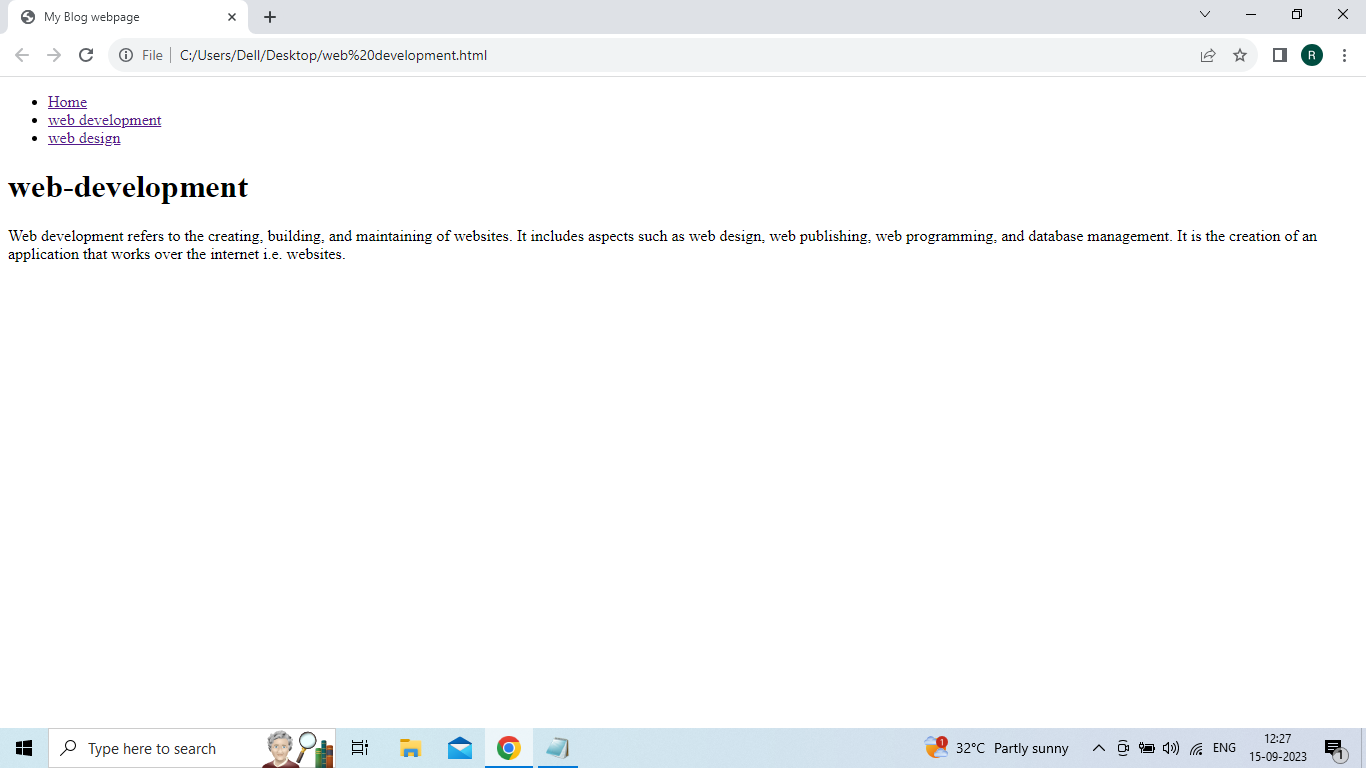 My Blog webpage
File
C:/Users/Dell/Desktop/web%20development.html
R
Home
web development
web design
web-development
Web development refers to the creating, building, and maintaining of websites. It includes aspects such as web design, web publishing, web programming, and database management. It is the creation of an
application that works over the internet i.e. websites.
Type here to search
1
32°C Partly sunny
ENG
12:27
15-09-2023
1